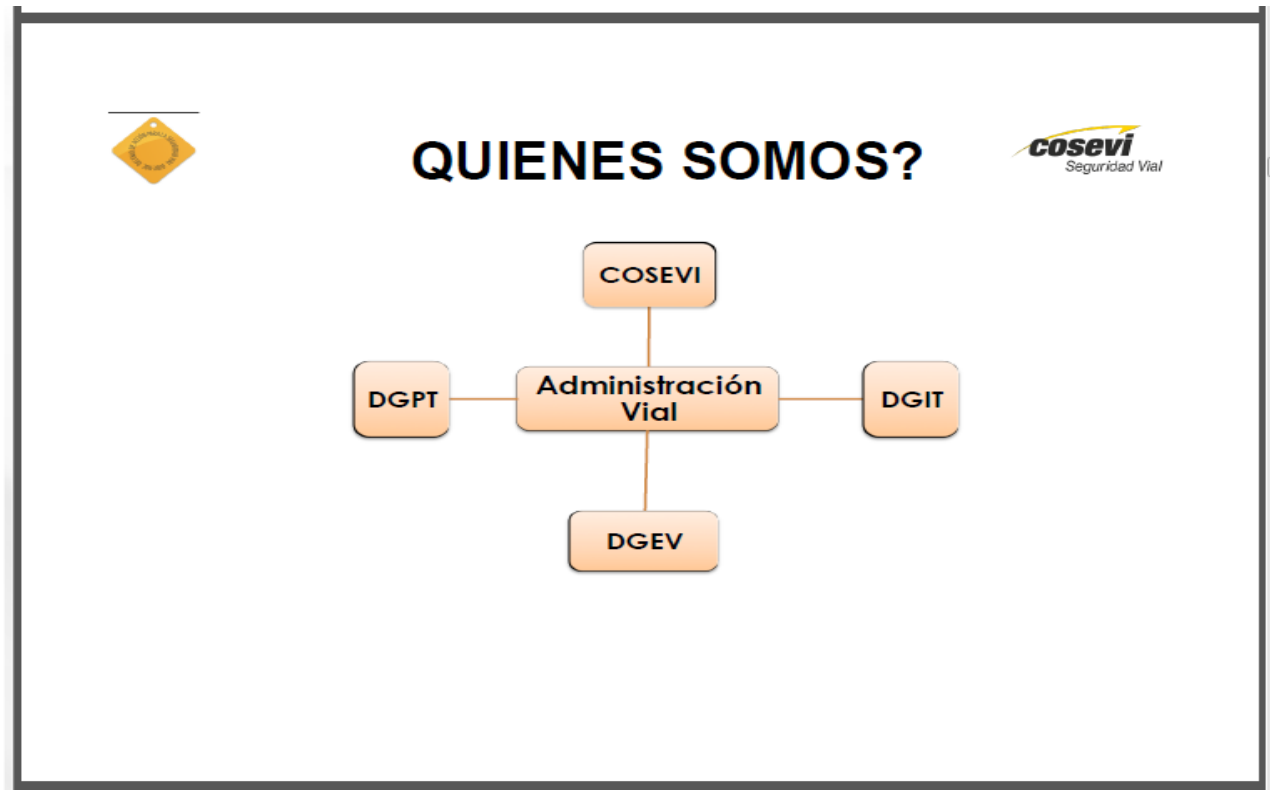 QUIENES SOMOS?
cosevi
Seguridad Vial
COSEVI
DGPT
Administración
Vial
DGIT
DGEV